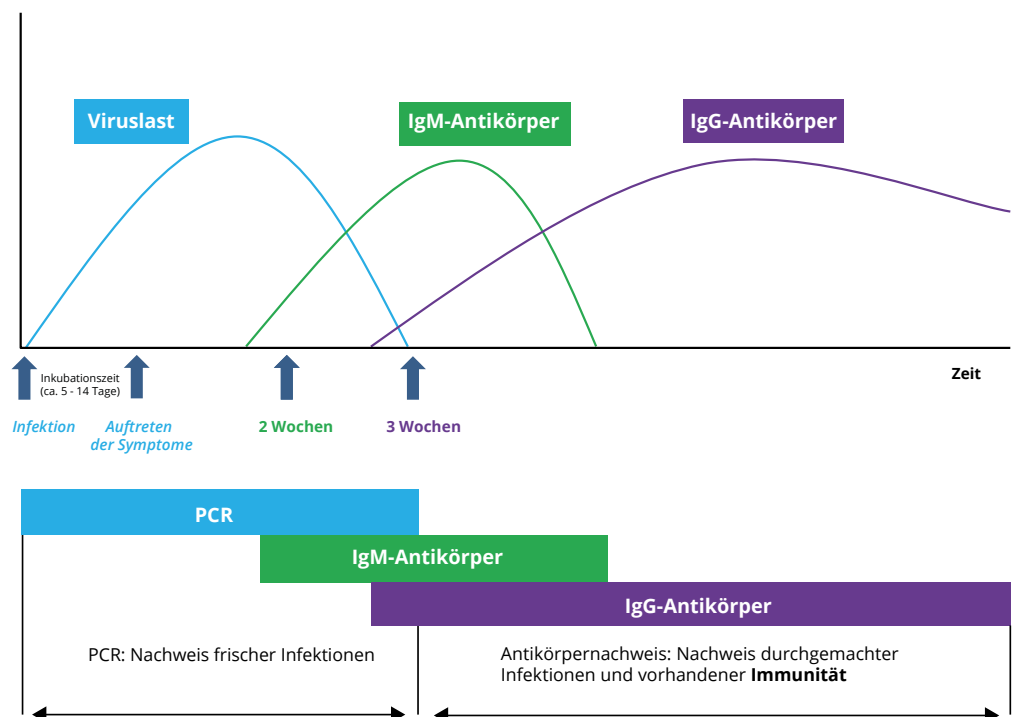 Viruslast
IgM-Antikörper
IgG-Antikörper
Inkubationszeit
(ca. 5 - 14 Tage)
Zeit
Infektion
Auftreten
der Symptome
2 Wochen
3 Wochen
PCR
IgM-Antikörper
IgG-Antikörper
PCR: Nachweis frischer Infektionen
Antikörpernachweis: Nachweis durchgemachter
Infektionen und vorhandener Immunität